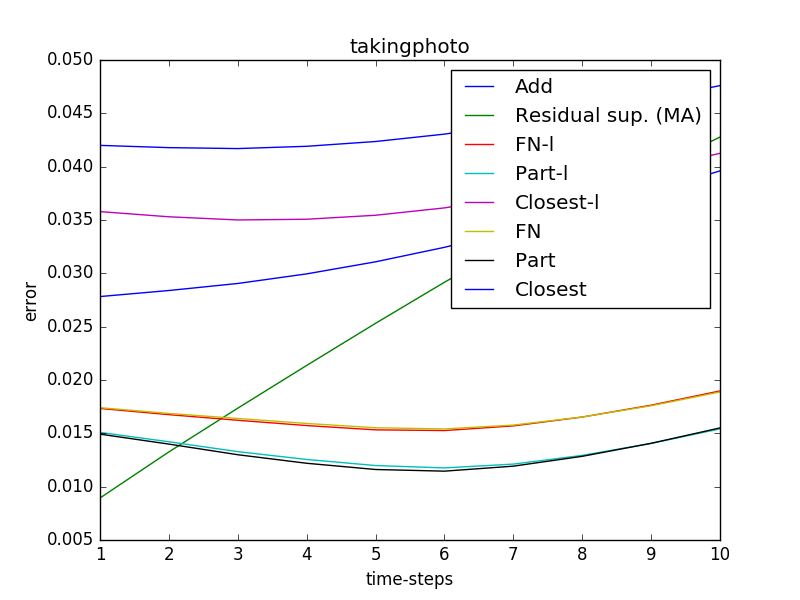 takingphoto
0.050
0.045
0.040
0.035
0.030
0.025
0.020
0.015
0.010
0.005
error
Add
Residual sup. (MA)
FN-l
Part-l
Closest-l
FN
Part
Closest
1 2 3 4 5 6 7 8 9 10
time-steps